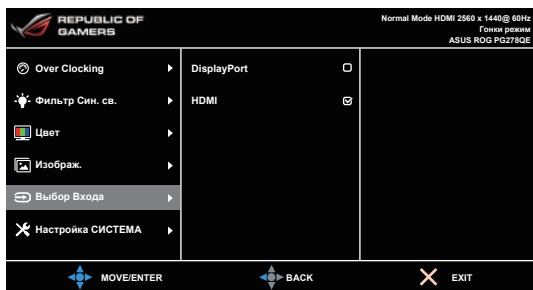 REPUBLIC OF
GAMERS
Normal Mode HDMI 2560 x 1440@ 60Hz
Гонки режим
ASUS ROG PG278QE
Over Clocking
Фильтр Син. св.
Цвет
Изображ.
Выбор Входа
Настройка СИСТЕМА
DisplayPort
HDMI
MOVE/ENTER
BACK
EXIT